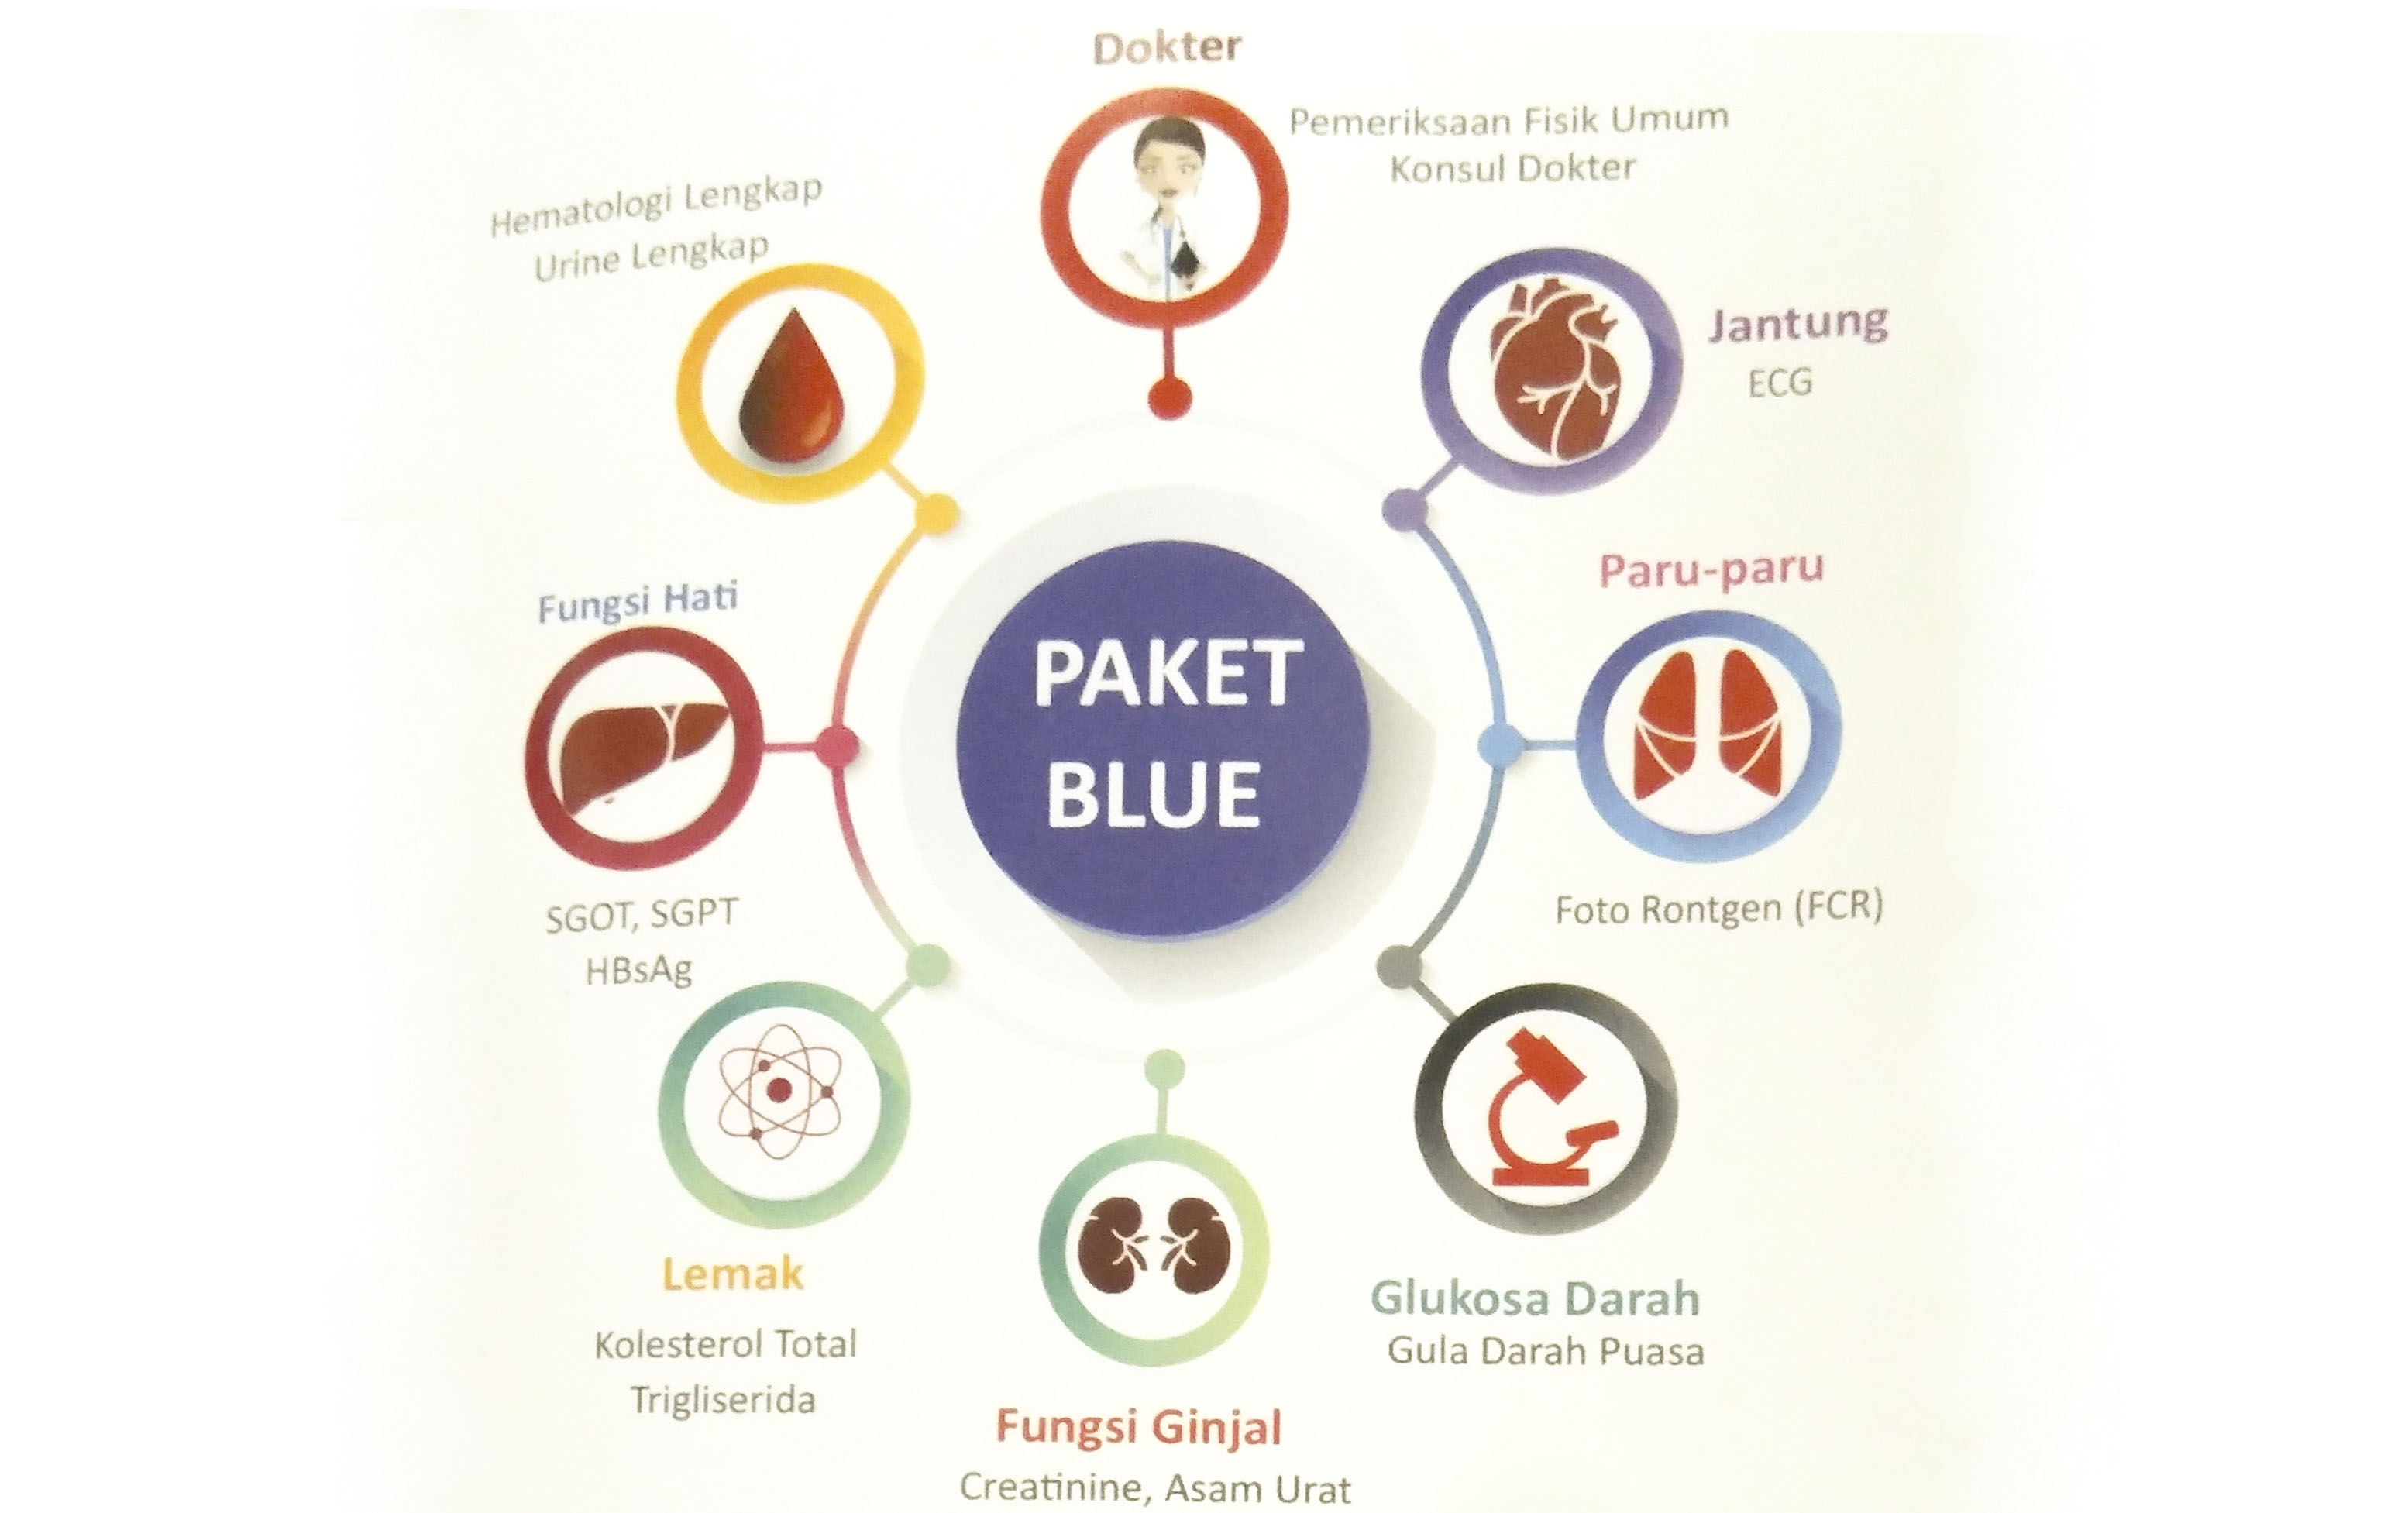 Dokter
Pemeriksaan Fisik Umum
Konsul Dokter
Hematologi Lengkap
Urine Lengkap
Jantung
ECG
Fungsi Hati
SGOT, SGPT
HBsAg
PAKET
BLUE
Paru-paru
Foto Rontgen (FCR)
Lemak
Kolesterol Total
Trigliserida
Fungsi Ginjal
Creatinine, Asam Urat
Glukosa Darah
Gula Darah Puasa